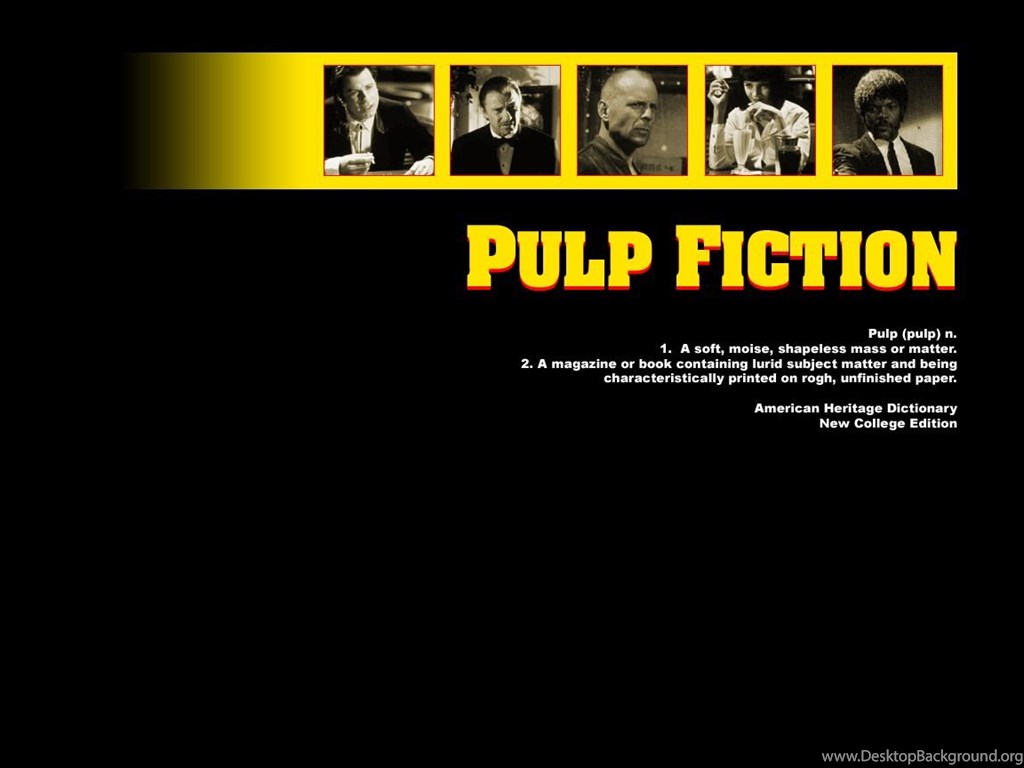 PULP FICTION
Pulp (pulp) n.
1. A soft, moise, shapeless mass or matter.
2. A magazine or book containing lurid subject matter and being
characteristically printed on rogh, unfinished paper.
American Heritage Dictionary
New College Edition
www.DesktopBackground.org